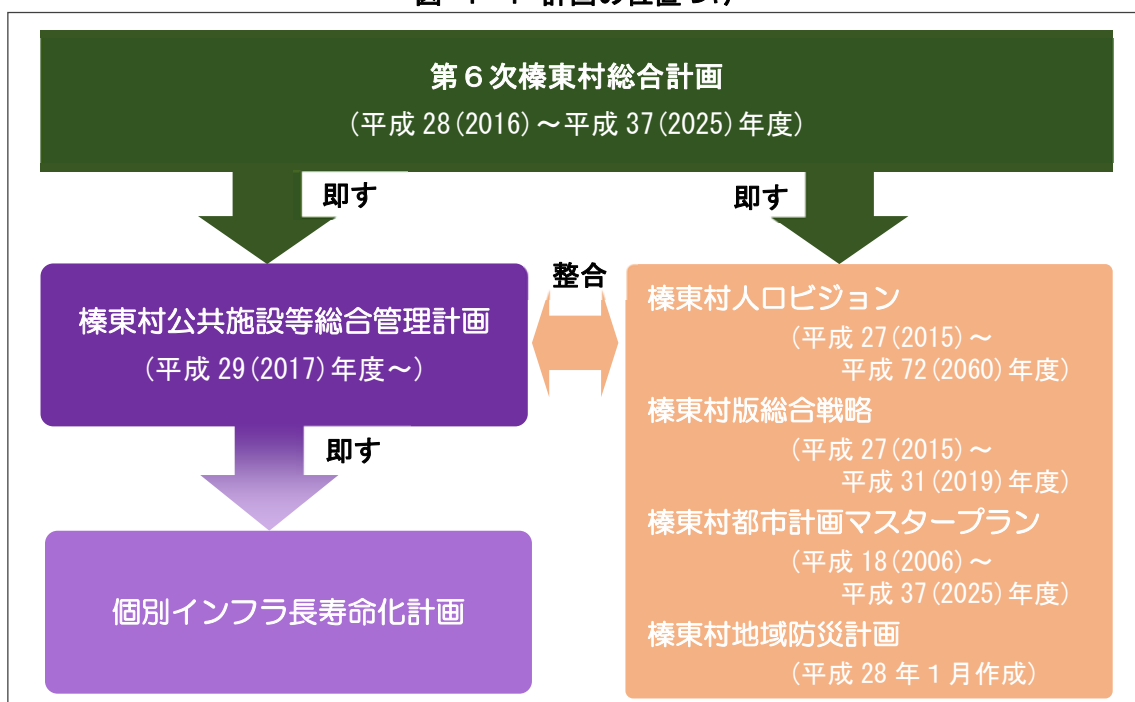 第６次榛東村総合計画
（平成 28(2016)～平成 37(2025)年度）
即す
即す
榛東村公共施設等総合管理計画
（平成 29(2017)年度～）
整合
榛東村人口ビジョン
（平成 27(2015)～
平成 72(2060)年度）
榛東村版総合戦略
（平成 27(2015)～
平成 31(2019)年度）
榛東村都市計画マスタープラン
（平成 18(2006)～
平成 37(2025)年度）
榛東村地域防災計画
（平成 28 年１月作成）
即す
個別インフラ長寿命化計画